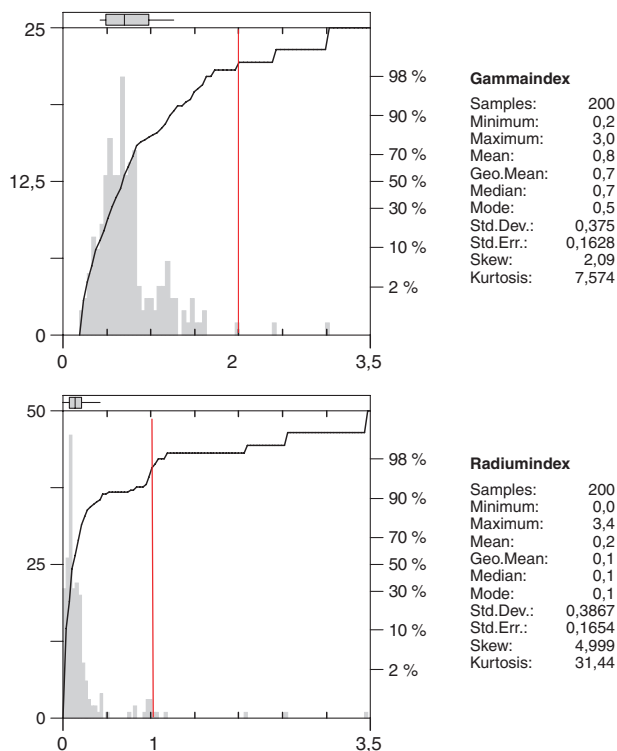 25
12,5
0
0
2
3,5
98 %
90 %
70 %
50 %
30 %
10 %
2 %
Gammaindex
Samples: 200
Minimum: 0,2
Maximum: 3,0
Mean: 0,8
Geo.Mean: 0,7
Median: 0,7
Mode: 0,5
Std.Dev.: 0,375
Std.Err.: 0,1628
Skew: 2,09
Kurtosis: 7,574
50
25
0
0
1
3,5
98 %
90 %
70 %
50 %
30 %
10 %
2 %
Radiumindex
Samples: 200
Minimum: 0,0
Maximum: 3,4
Mean: 0,2
Geo.Mean: 0,1
Median: 0,1
Mode: 0,1
Std.Dev.: 0,3867
Std.Err.: 0,1654
Skew: 4,999
Kurtosis: 31,44